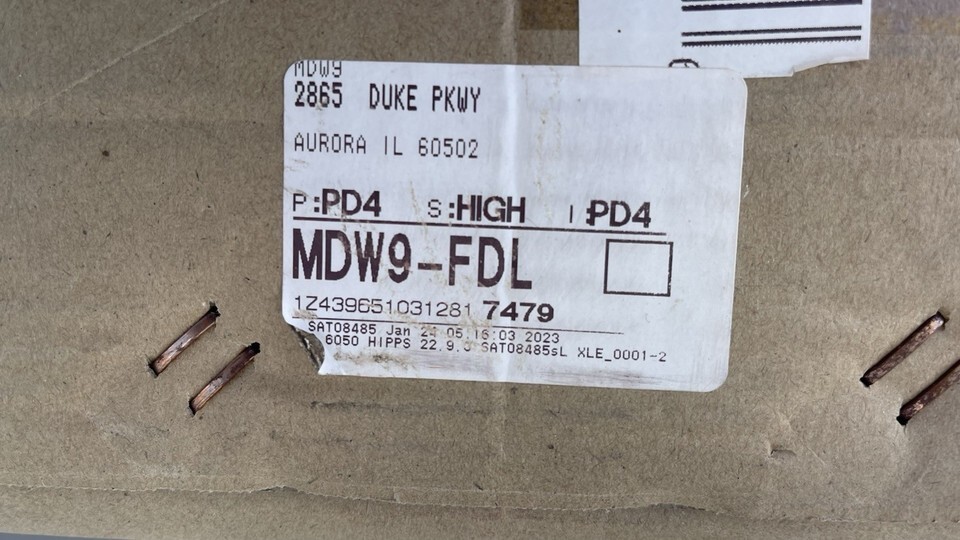 MDW9
2865 DUKE PKWY
AURORA IL 60502
P:PD4 S:HIGH I:PD4
MDW9-FDL
1Z439651031281 7479
SAT08485 Jan 24 05:16:03 2023
6050 HIPPS 22.9.3 SAT08485sL XLE_0001-2